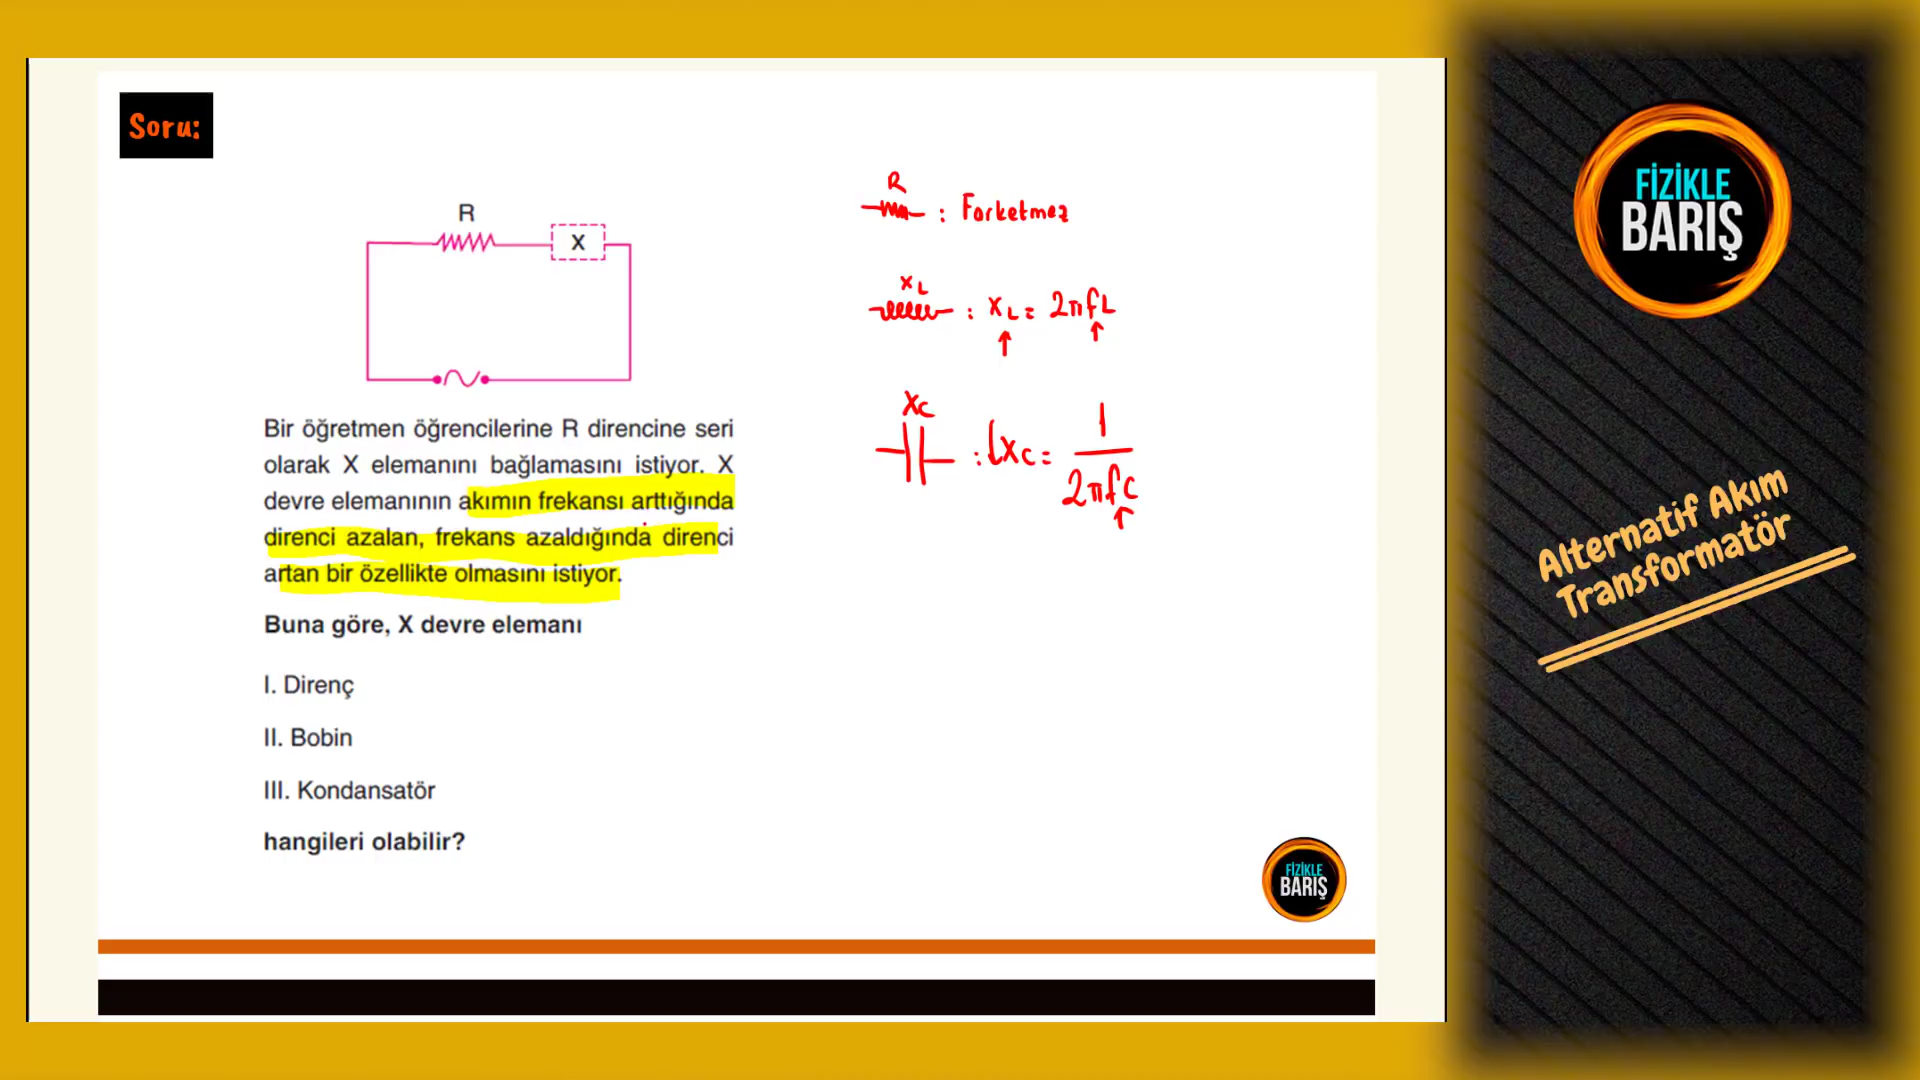 Soru:
R
X
Bir öğretmen öğrencilerine R direncine seri
olarak X elemanını bağlamasını istiyor. X
devre elemanının akımın frekansı arttığında
direnci azalan, frekans azaldığında direnci
artan bir özellikte olmasını istiyor.
Buna göre, X devre elemanı
I. Direnç
II. Bobin
III. Kondansatör
hangileri olabilir?
R
: Farketmez
XL
: XL = 2πfL
XC
: XC = 1
2πfC
FİZİKLE
BARIŞ
FİZİKLE
BARIŞ
Alternatif Akım
Transformatör